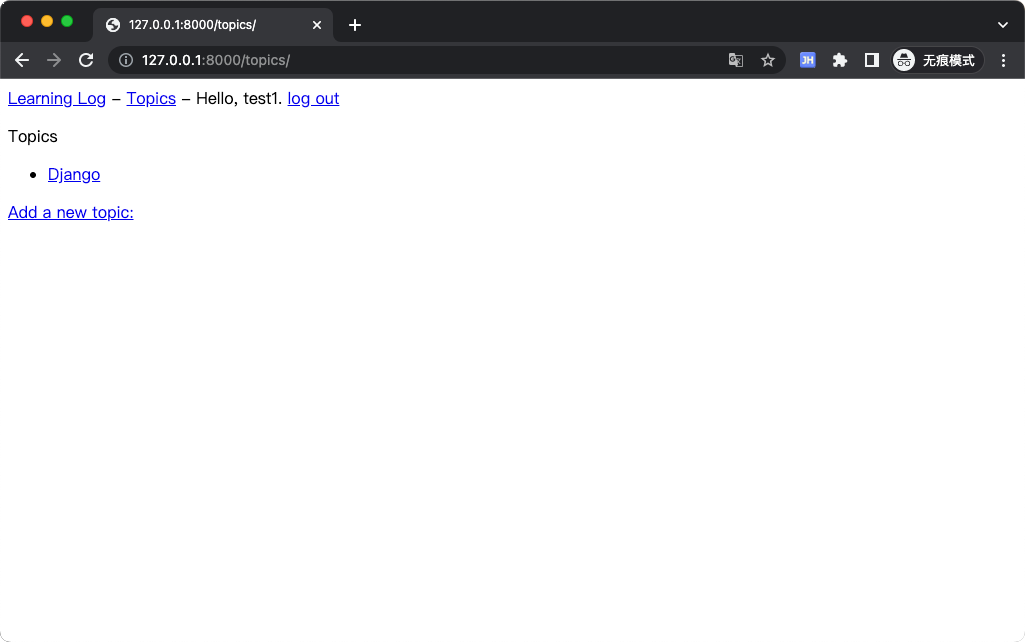 127.0.0.1:8000/topics/
127.0.0.1:8000/topics/
JH
无痕模式
Learning Log - Topics - Hello, test1. log out
Topics
Django
Add a new topic: